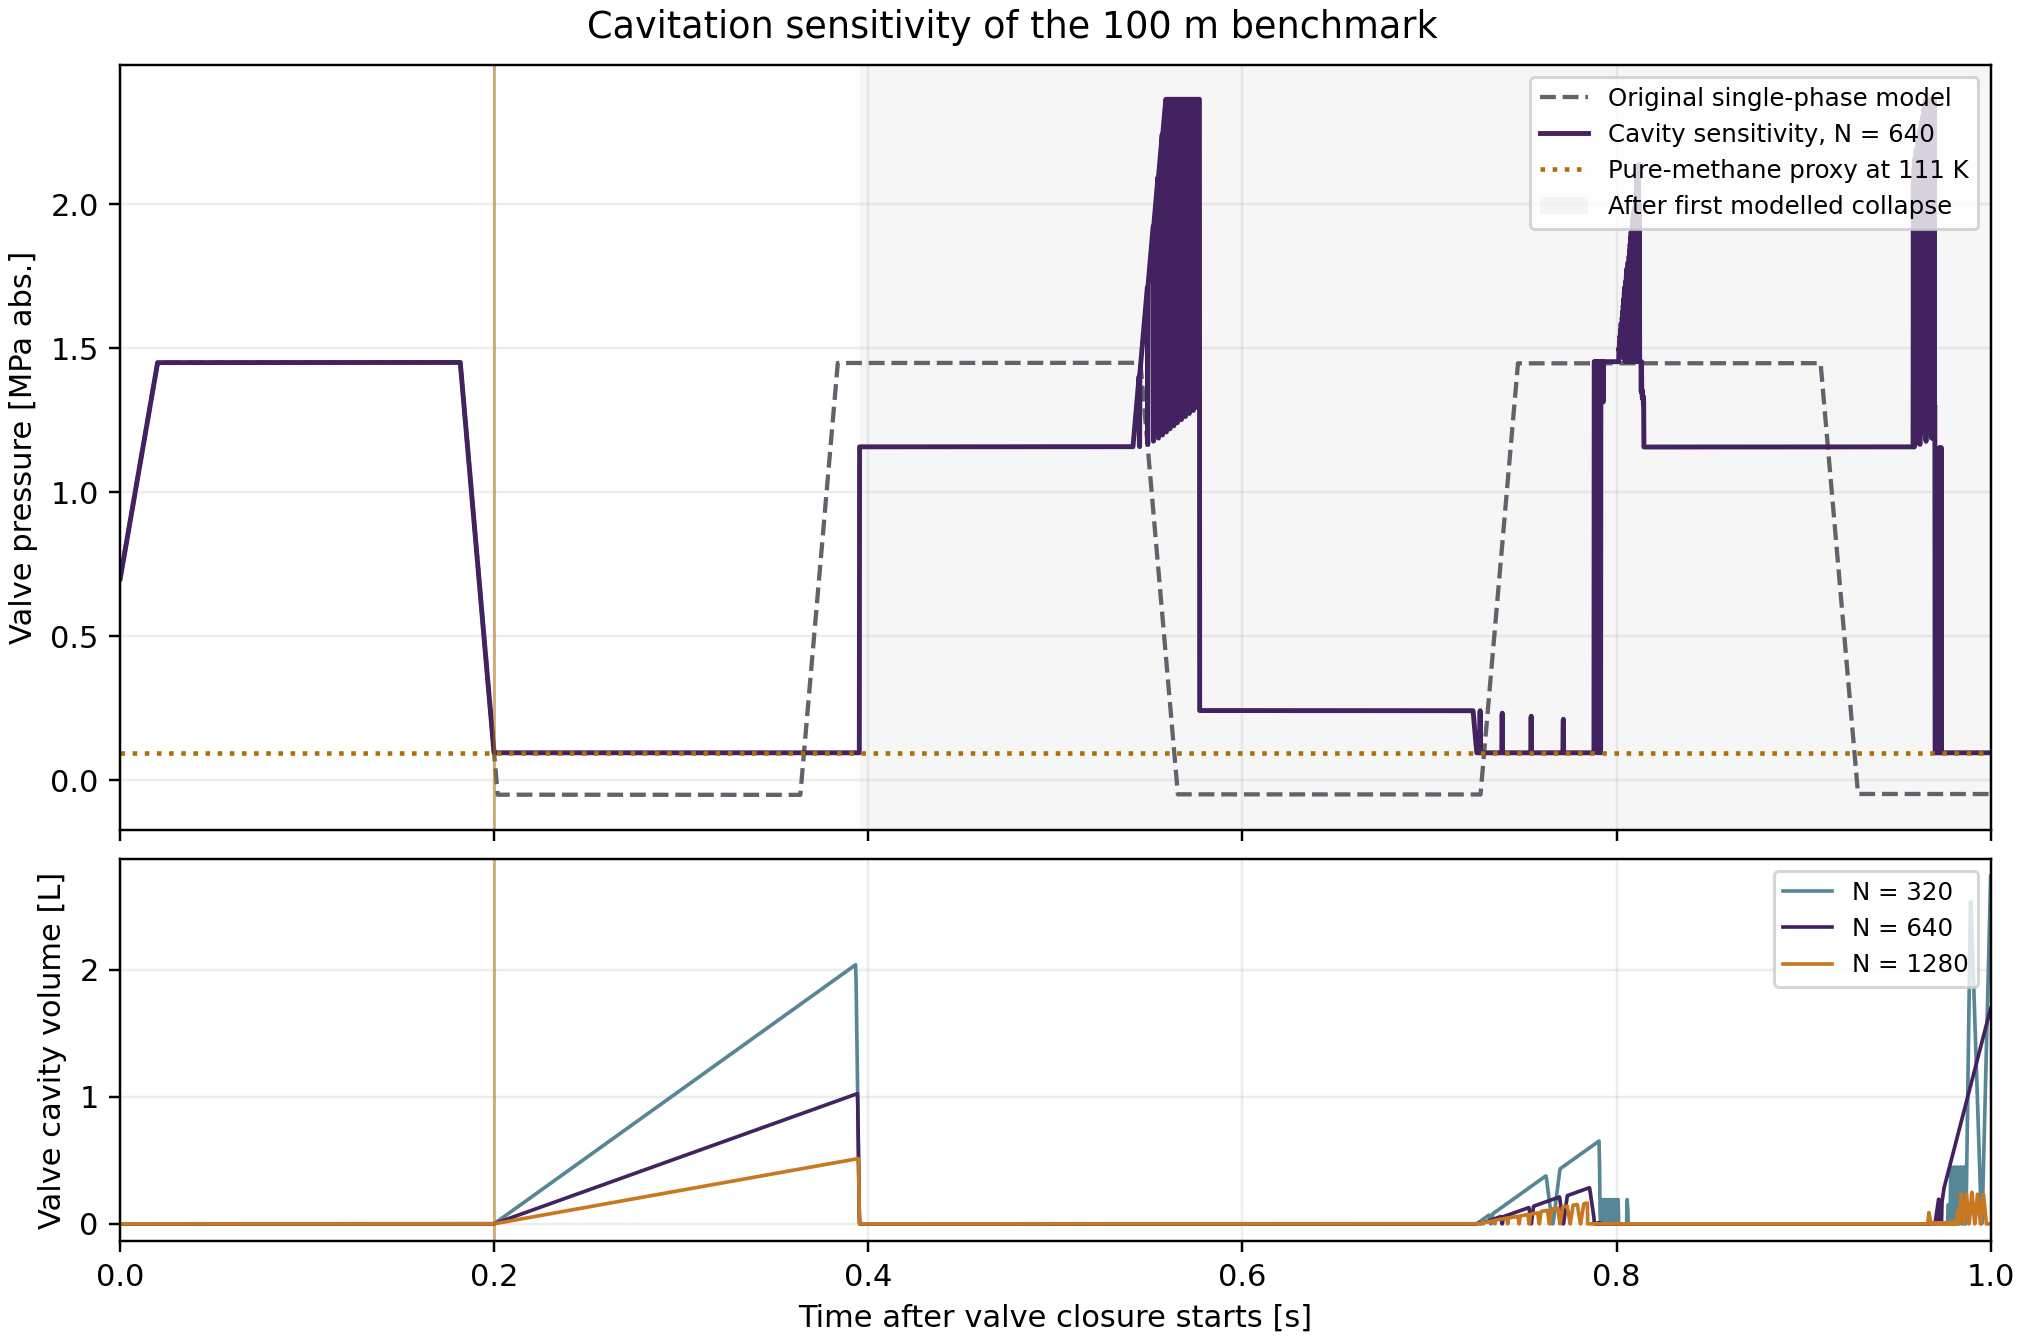 Cavitation sensitivity of the 100 m benchmark
Valve pressure [MPa abs.]
2.0
1.5
1.0
0.5
0.0
Original single-phase model
Cavity sensitivity, N = 640
Pure-methane proxy at 111 K
After first modelled collapse
Valve cavity volume [L]
2
1
0
N = 320
N = 640
N = 1280
0.0 0.2 0.4 0.6 0.8 1.0
Time after valve closure starts [s]